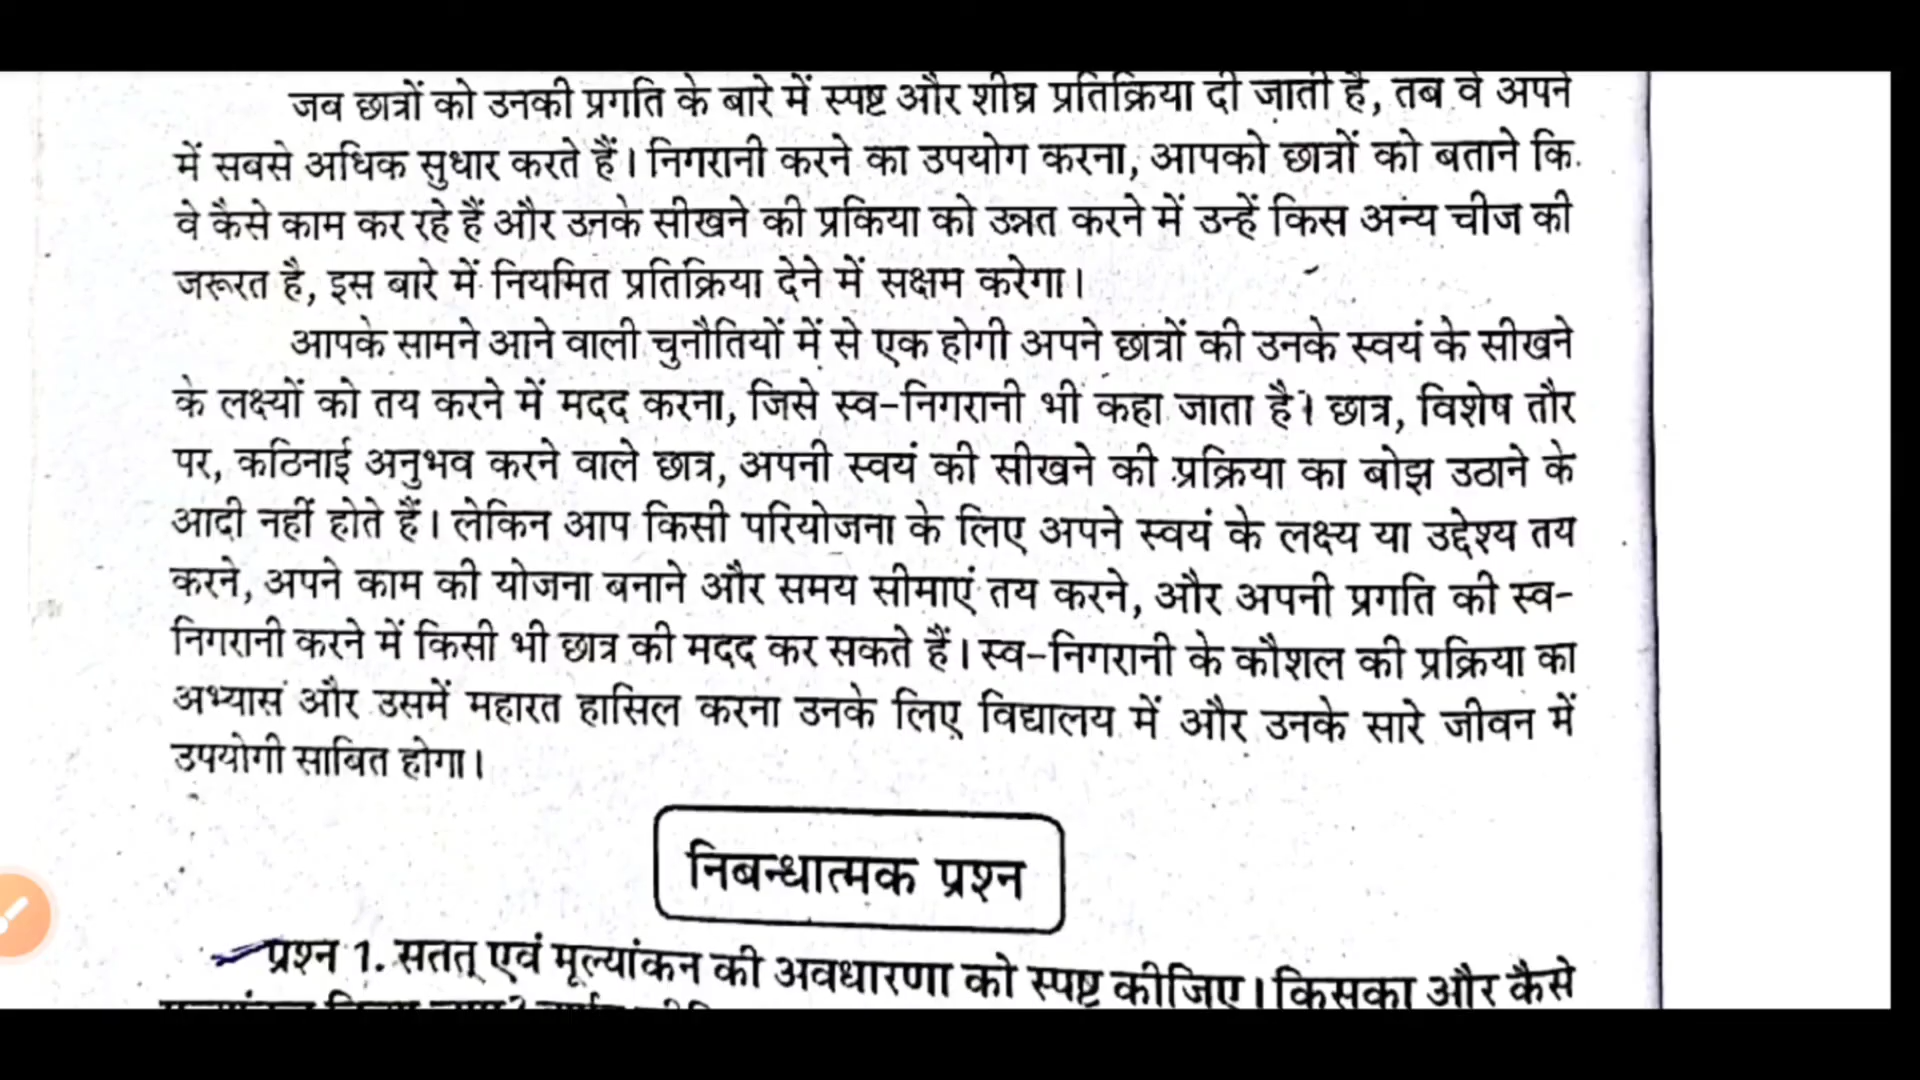 जब छात्रों को उनकी प्रगति के बारे में स्पष्ट और शीघ्र प्रतिक्रिया दी जाती है, तब वे अपने
में सबसे अधिक सुधार करते हैं। निगरानी करने का उपयोग करना, आपको छात्रों को बताने कि
वे कैसे काम कर रहे हैं और उनके सीखने की प्रकिया को उन्नत करने में उन्हें किस अन्य चीज की
जरूरत है, इस बारे में नियमित प्रतिक्रिया देने में सक्षम करेगा।
आपके सामने आने वाली चुनौतियों में से एक होगी अपने छात्रों की उनके स्वयं के सीखने
के लक्ष्यों को तय करने में मदद करना, जिसे स्व-निगरानी भी कहा जाता है। छात्र, विशेष तौर
पर, कठिनाई अनुभव करने वाले छात्र, अपनी स्वयं की सीखने की प्रक्रिया का बोझ उठाने के
आदी नहीं होते हैं। लेकिन आप किसी परियोजना के लिए अपने स्वयं के लक्ष्य या उद्देश्य तय
करने, अपने काम की योजना बनाने और समय सीमाएं तय करने, और अपनी प्रगति की स्व-
निगरानी करने में किसी भी छात्र की मदद कर सकते हैं। स्व-निगरानी के कौशल की प्रक्रिया का
अभ्यास और उसमें महारत हासिल करना उनके लिए विद्यालय में और उनके सारे जीवन में
उपयोगी साबित होगा।
निबन्धात्मक प्रश्न
प्रश्न 1. सतत् एवं मूल्यांकन की अवधारणा को स्पष्ट कीजिए। किसका और कैसे